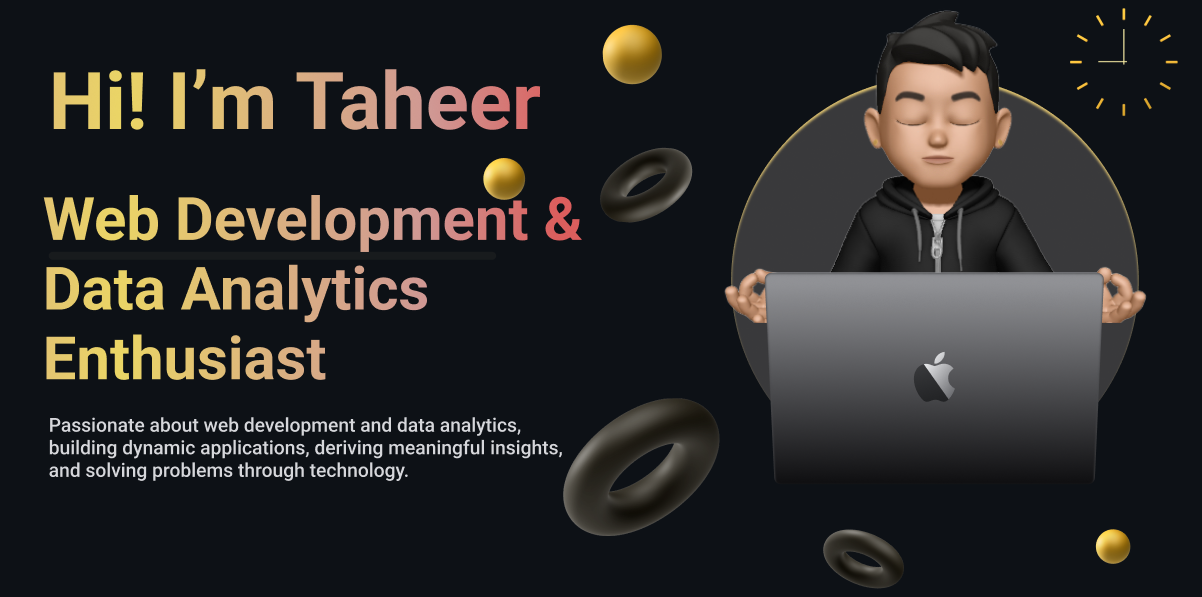 Hi! I’m Taheer
Web Development &
Data Analytics
Enthusiast
Passionate about web development and data analytics,
building dynamic applications, deriving meaningful insights,
and solving problems through technology.